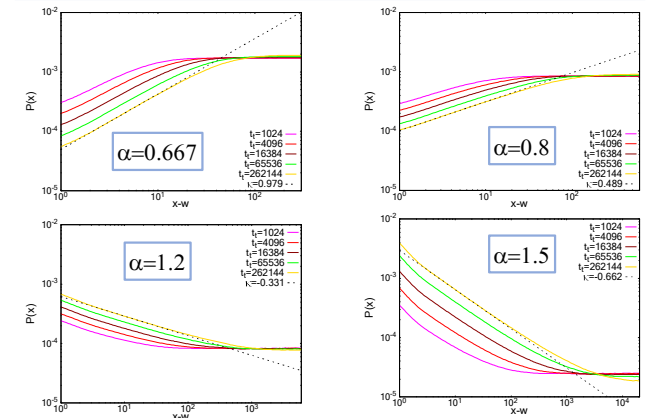 10⁻²
10⁻³
10⁻⁴
10⁻⁵
P(x)
α=0.667
tₜ=1024
tₜ=4096
tₜ=16384
tₜ=65536
tₜ=262144
κ=0.979
10⁰ 10¹ 10²
x-w
10⁻²
10⁻³
10⁻⁴
10⁻⁵
P(x)
α=0.8
tₜ=1024
tₜ=4096
tₜ=16384
tₜ=65536
tₜ=262144
κ=0.489
10⁰ 10¹ 10²
x-w
10⁻²
10⁻³
10⁻⁴
10⁻⁵
P(x)
α=1.2
tₜ=1024
tₜ=4096
tₜ=16384
tₜ=65536
tₜ=262144
κ=-0.331
10⁰ 10¹ 10² 10³
x-w
10⁻²
10⁻³
10⁻⁴
10⁻⁵
P(x)
α=1.5
tₜ=1024
tₜ=4096
tₜ=16384
tₜ=65536
tₜ=262144
κ=-0.662
10⁰ 10¹ 10² 10³ 10⁴
x-w